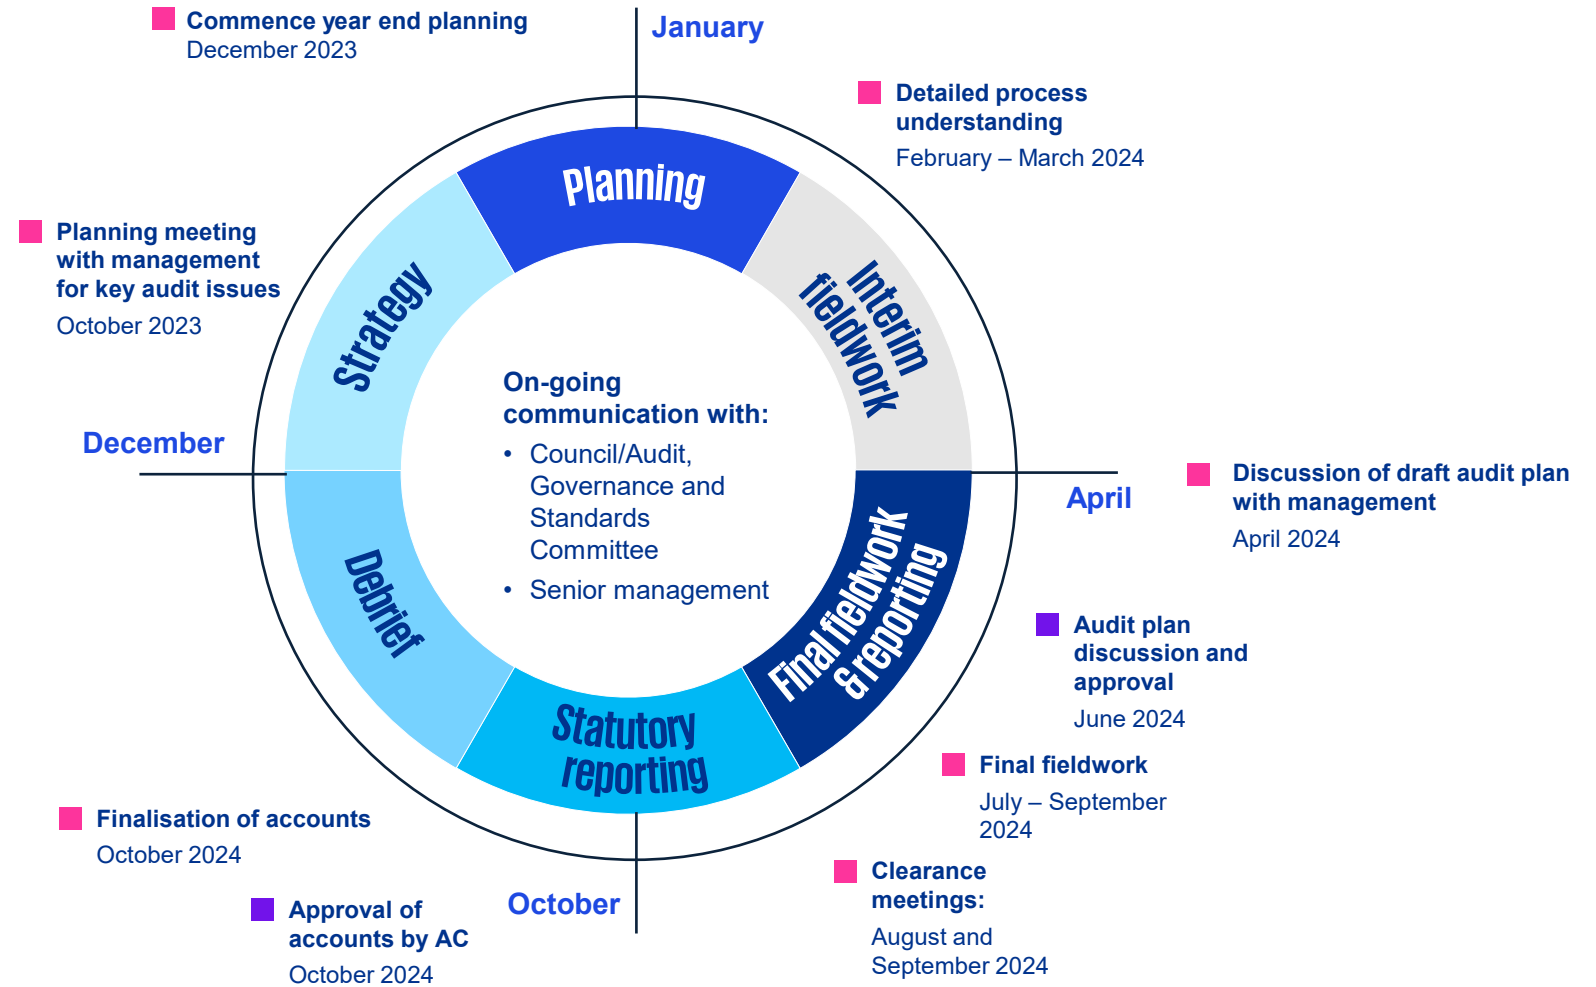 Commence year end planning
December 2023
January
Detailed process
understanding
February – March 2024
Planning
Planning meeting
with management
for key audit issues
October 2023
Strategy
Interim
fieldwork
On-going
communication with:
• Council/Audit,
Governance and
Standards
Committee
• Senior management
December
April
Discussion of draft audit plan
with management
April 2024
Debrief
Final fieldwork
& reporting
Audit plan
discussion and
approval
June 2024
Statutory
reporting
Final fieldwork
July – September
2024
Finalisation of accounts
October 2024
Clearance
meetings:
August and
September 2024
October
Approval of
accounts by AC
October 2024